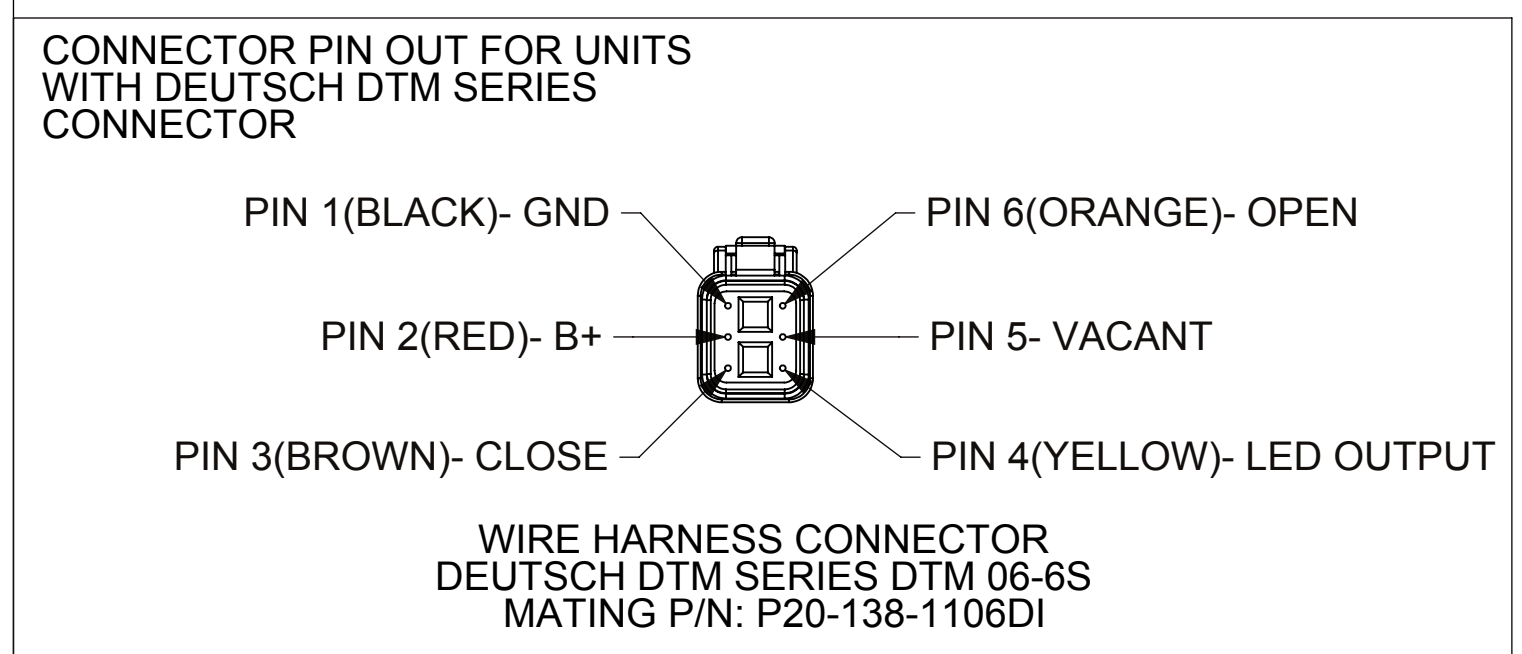 CONNECTOR PIN OUT FOR UNITS
WITH DEUTSCH DTM SERIES
CONNECTOR
PIN 1(BLACK)- GND
PIN 6(ORANGE)- OPEN
PIN 2(RED)- B+
PIN 5- VACANT
PIN 3(BROWN)- CLOSE
PIN 4(YELLOW)- LED OUTPUT
WIRE HARNESS CONNECTOR
DEUTSCH DTM SERIES DTM 06-6S
MATING P/N: P20-138-1106DI